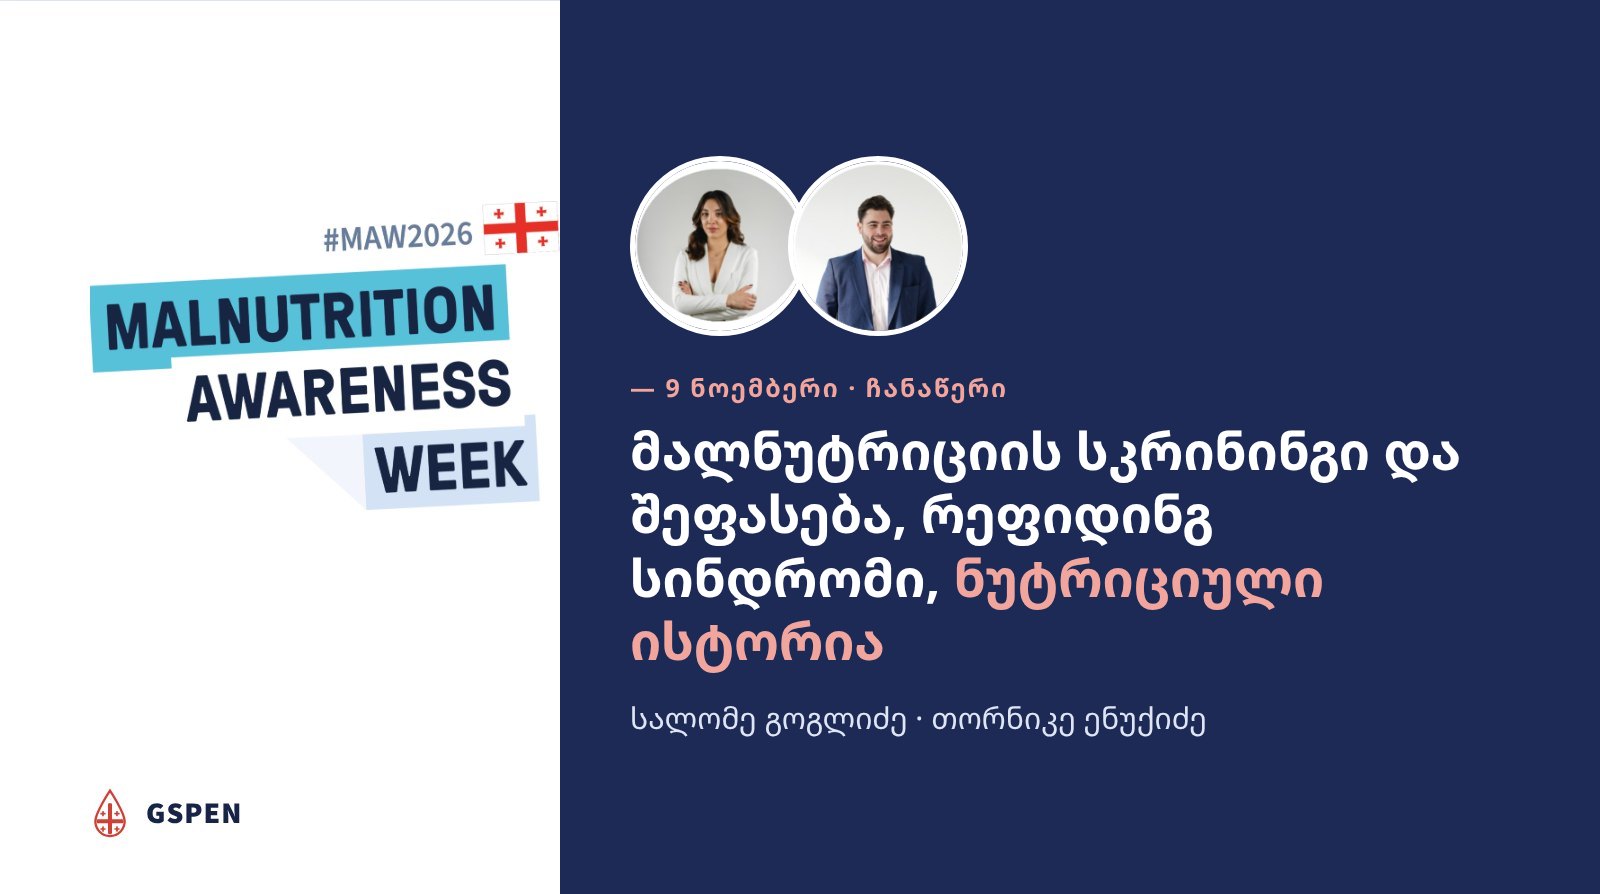 #MAW2026
MALNUTRITION
AWARENESS
WEEK
GSPEN
— 9 ნოემბერი · ჩანაწერი
მალნუტრიციის სკრინინგი და
შეფასება, რეფიდინგ
სინდრომი, ნუტრიციული
ისტორია
სალომე გოგლიძე · თორნიკე ენუქიძე